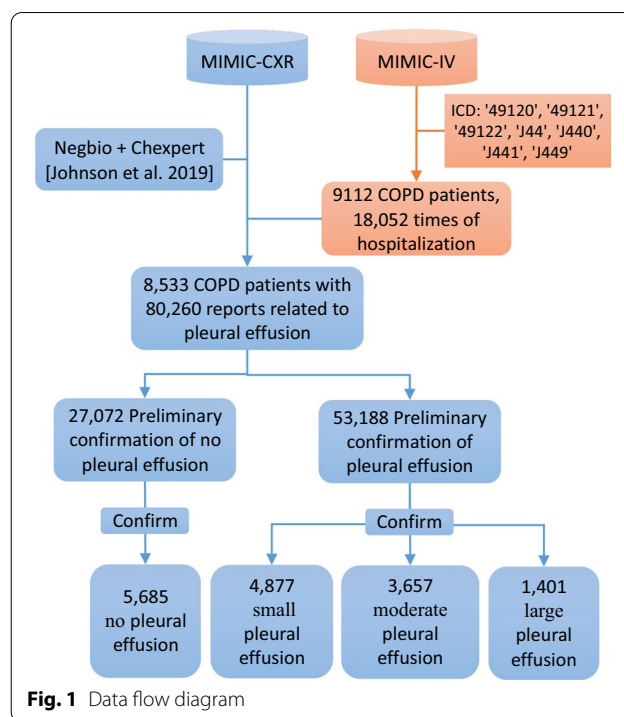 MIMIC-CXR
MIMIC-IV
ICD: '49120', '49121',
'49122', 'J44', 'J440',
'J441', 'J449'
Negbio + Chexpert
[Johnson et al. 2019]
9112 COPD patients,
18,052 times of
hospitalization
8,533 COPD patients with
80,260 reports related to
pleural effusion
27,072 Preliminary
confirmation of no
pleural effusion
53,188 Preliminary
confirmation of
pleural effusion
Confirm
Confirm
5,685
no pleural
effusion
4,877
small
pleural
effusion
3,657
moderate
pleural
effusion
1,401
large
pleural
effusion
Fig. 1 Data flow diagram